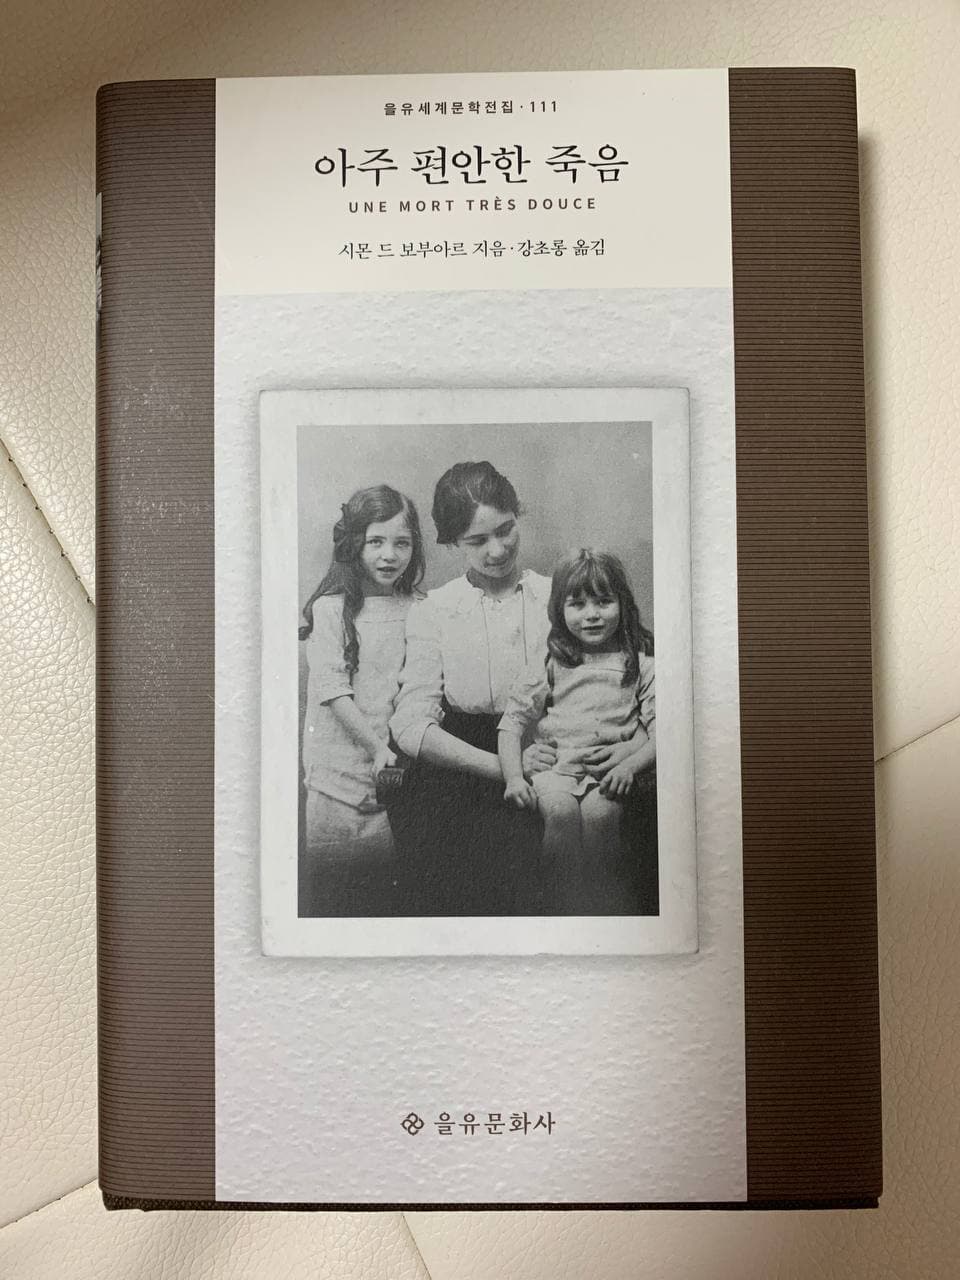 을유세계문학전집·111
아주 편안한 죽음
UNE MORT TRÈS DOUCE
시몬 드 보부아르 지음·강초롱 옮김
을유문화사